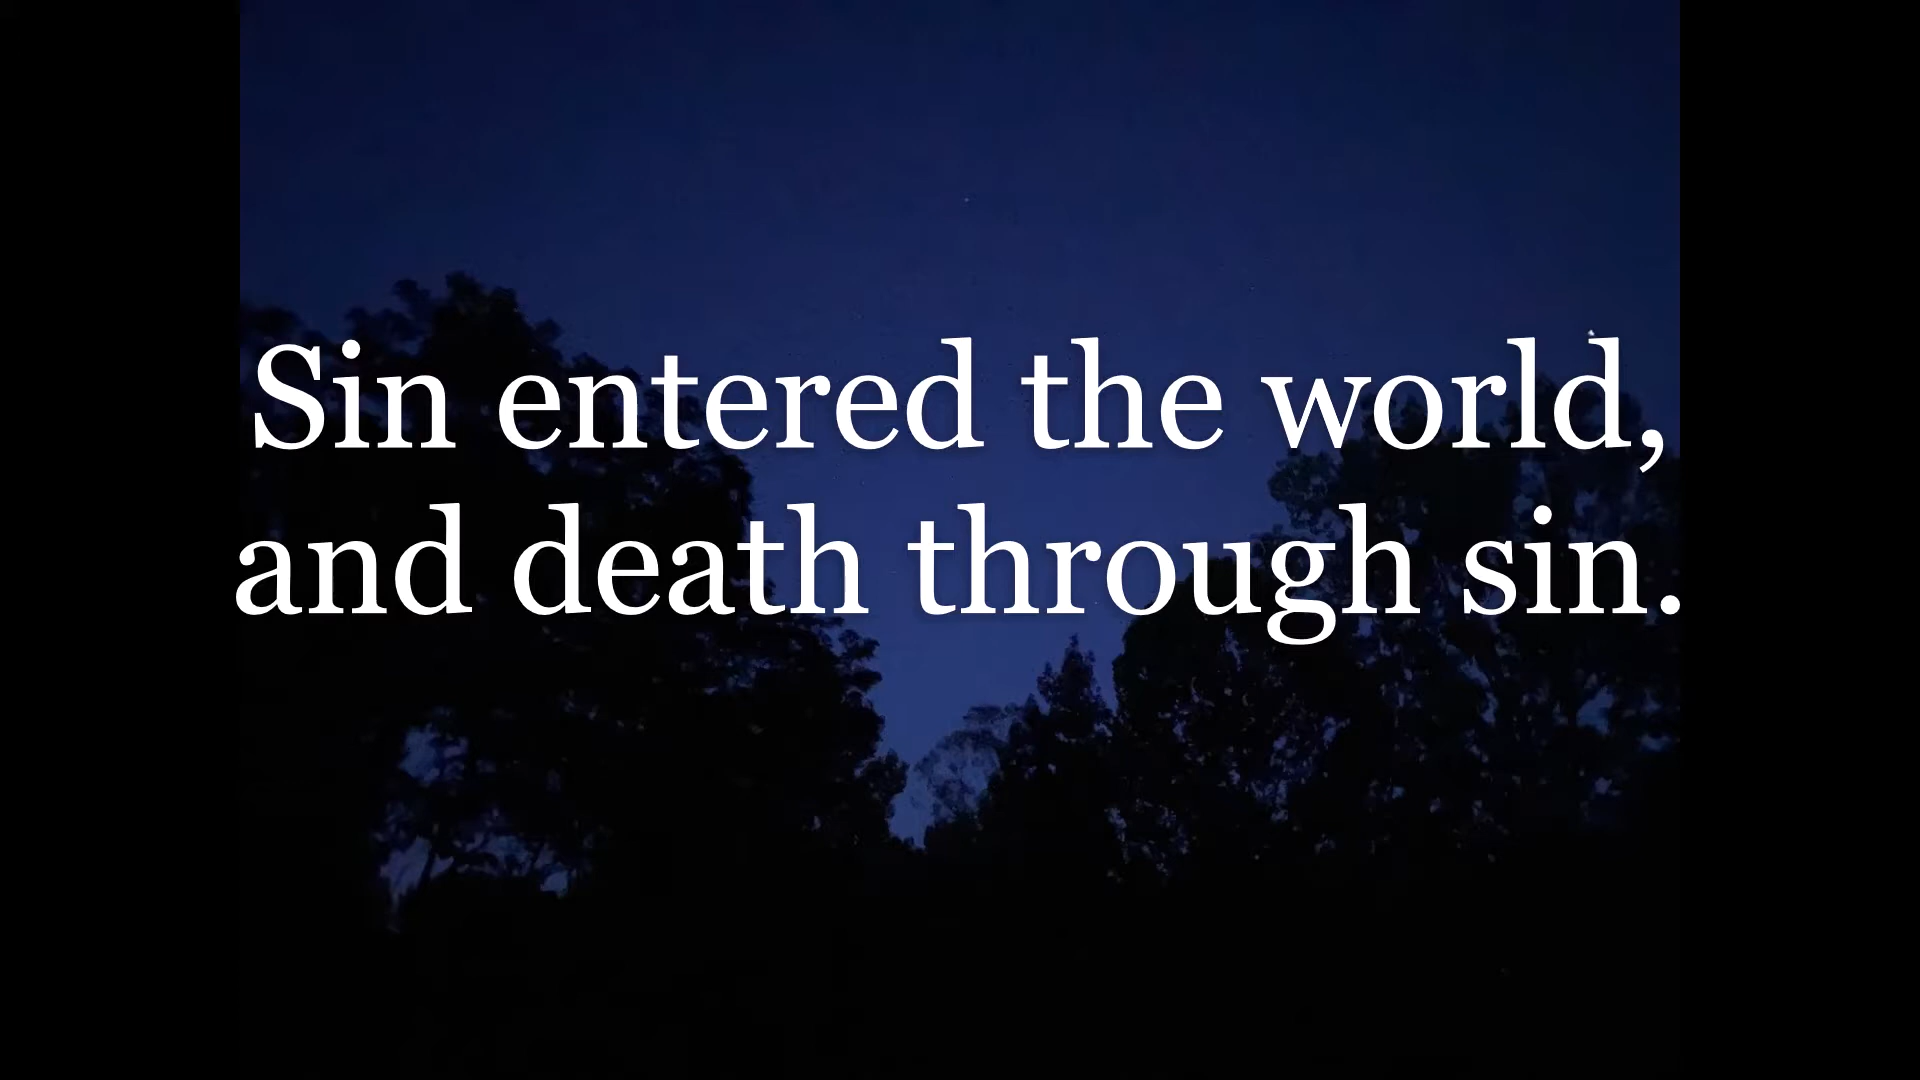 Sin entered the world,
and death through sin.